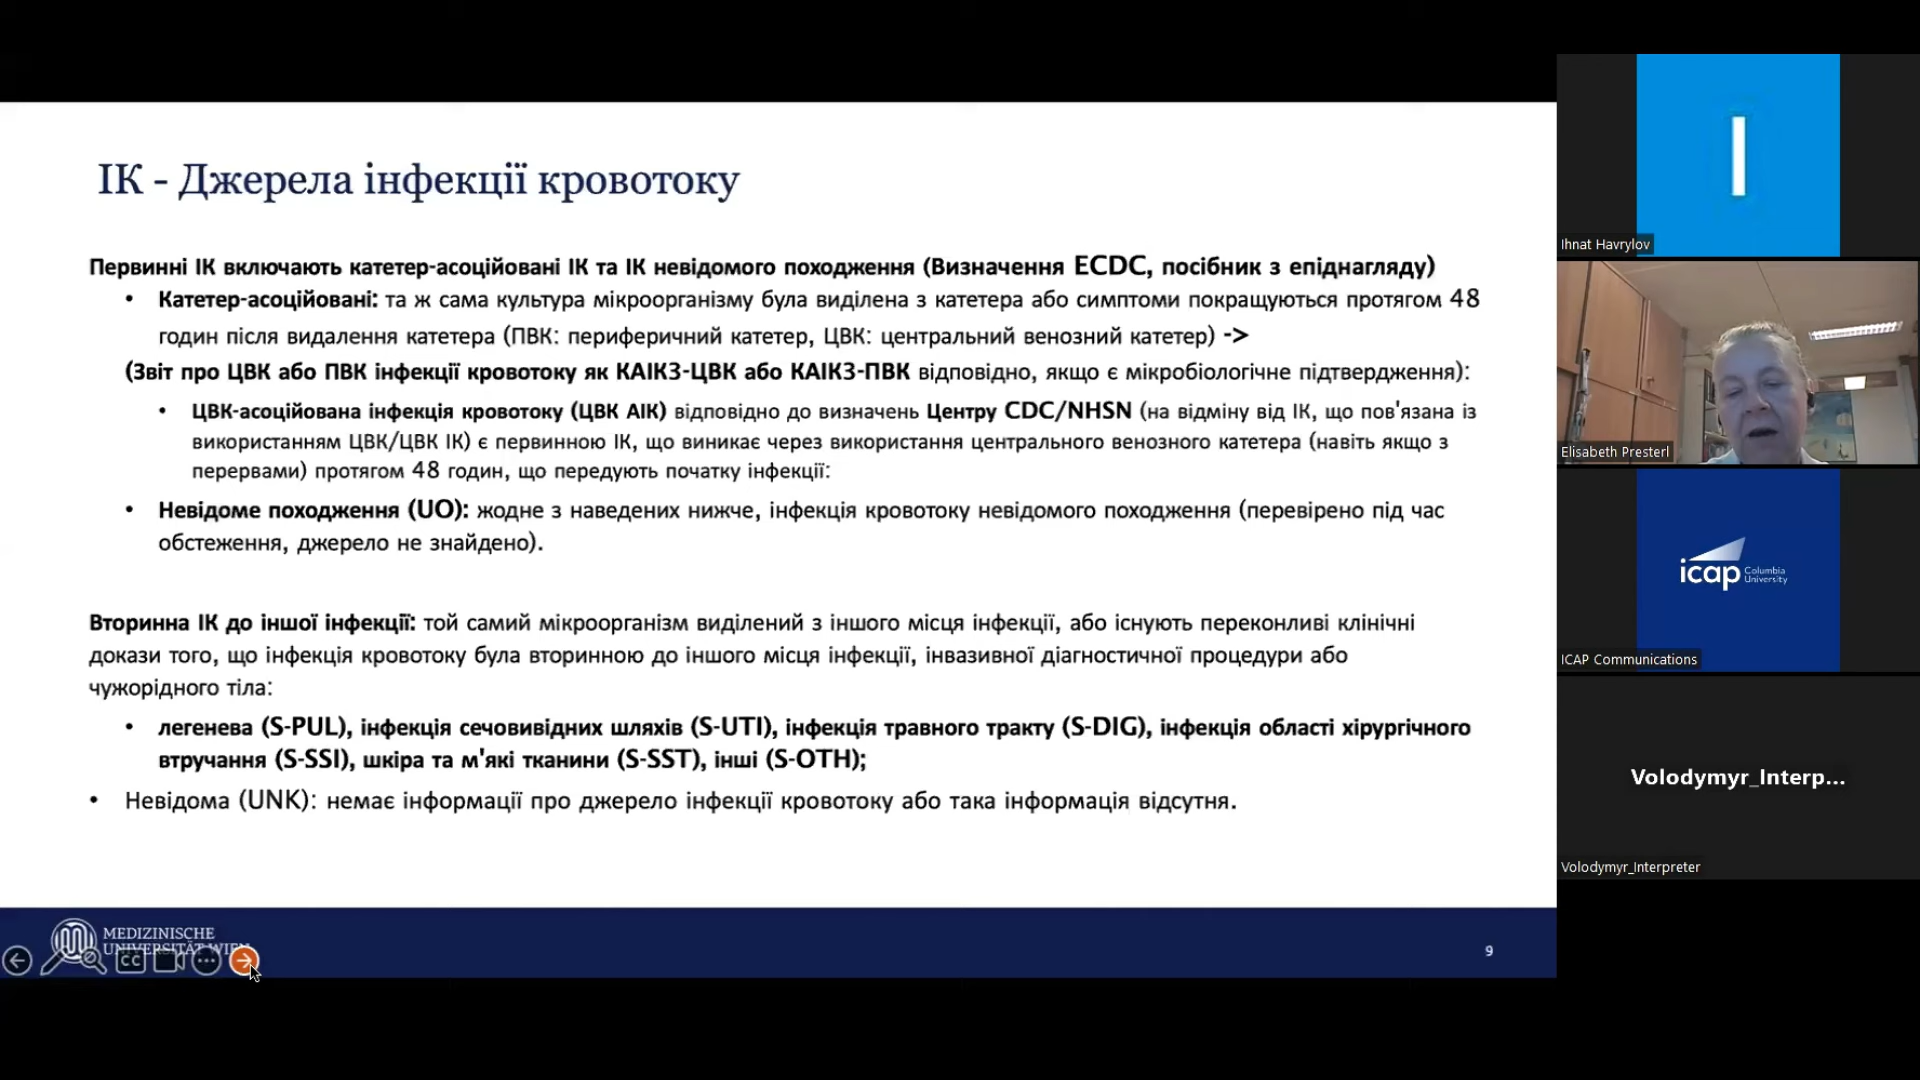 ІК - Джерела інфекції кровотоку
Первинні ІК включають катетер-асоційовані ІК та ІК невідомого походження (Визначення ECDC, посібник з епіднагляду)
• Катетер-асоційовані: та ж сама культура мікроорганізму була виділена з катетера або симптоми покращуються протягом 48
годин після видалення катетера (ПВК: периферичний катетер, ЦВК: центральний венозний катетер) ->
(Звіт про ЦВК або ПВК інфекції кровотоку як КАІКЗ-ЦВК або КАІКЗ-ПВК відповідно, якщо є мікробіологічне підтвердження):
• ЦВК-асоційована інфекція кровотоку (ЦВК АІК) відповідно до визначень Центру CDC/NHSN (на відміну від ІК, що пов'язана із
використанням ЦВК/ЦВК ІК) є первинною ІК, що виникає через використання центрального венозного катетера (навіть якщо з
перервами) протягом 48 годин, що передують початку інфекції:
• Невідоме походження (UO): жодне з наведених нижче, інфекція кровотоку невідомого походження (перевірено під час
обстеження, джерело не знайдено).
Вторинна ІК до іншої інфекції: той самий мікроорганізм виділений з іншого місця інфекції, або існують переконливі клінічні
докази того, що інфекція кровотоку була вторинною до іншого місця інфекції, інвазивної діагностичної процедури або
чужорідного тіла:
• легенева (S-PUL), інфекція сечовивідних шляхів (S-UTI), інфекція травного тракту (S-DIG), інфекція області хірургічного
втручання (S-SSI), шкіра та м'які тканини (S-SST), інші (S-OTH);
• Невідома (UNK): немає інформації про джерело інфекції кровотоку або така інформація відсутня.
MEDIZINISCHE
UNIVERSITÄT WIEN
CC
9
I
Ihnat Havrylov
Elisabeth Presterl
icap Columbia
University
ICAP Communications
Volodymyr_Interp...
Volodymyr_Interpreter